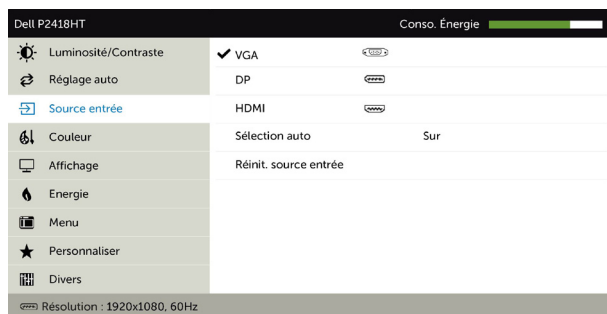 Dell P2418HT Conso. Énergie
Luminosité/Contraste
Réglage auto
Source entrée
Couleur
Affichage
Energie
Menu
Personnaliser
Divers
VGA
DP
HDMI
Sélection auto Sur
Réinit. source entrée
Résolution : 1920x1080, 60Hz